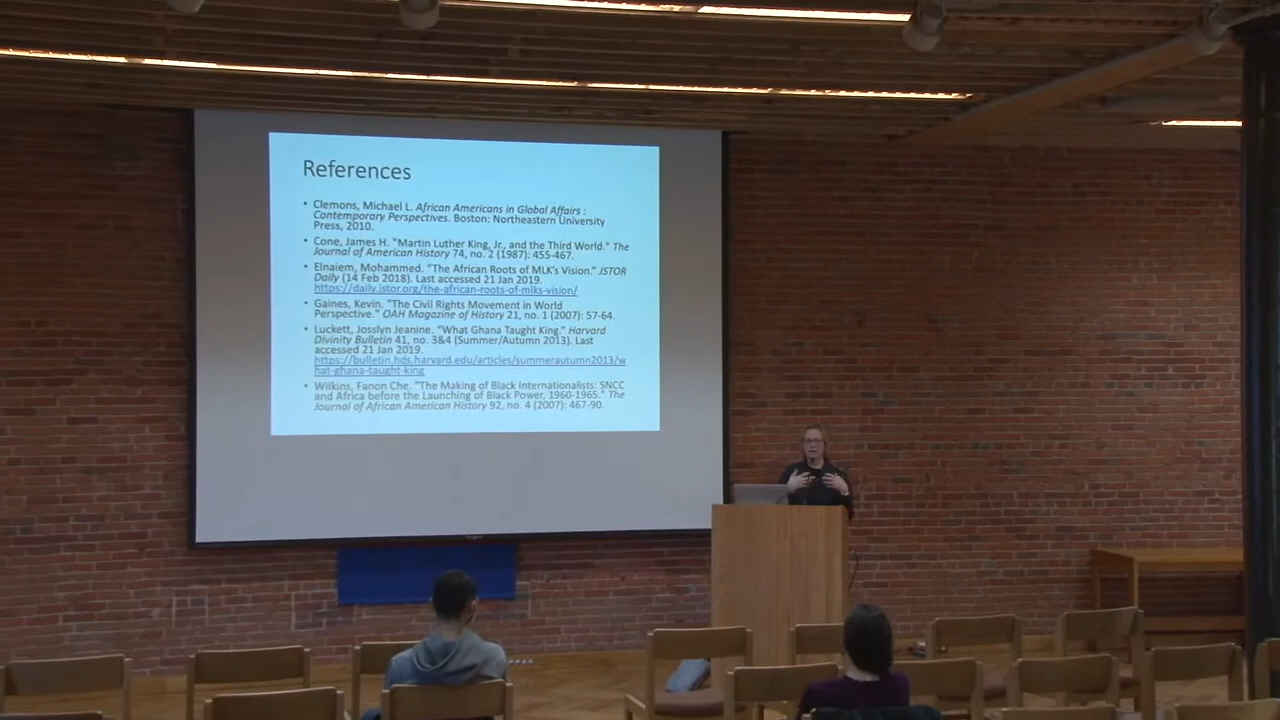 References
• Clemons, Michael L. African Americans in Global Affairs :
Contemporary Perspectives. Boston: Northeastern University
Press, 2010.
• Cone, James H. "Martin Luther King, Jr., and the Third World." The
Journal of American History 74, no. 2 (1987): 455-467.
• Elnaiem, Mohammed. "The African Roots of MLK's Vision." JSTOR
Daily (14 Feb 2018). Last accessed 21 Jan 2019.
https://daily.jstor.org/the-african-roots-of-mlks-vision/
• Gaines, Kevin. "The Civil Rights Movement in World
Perspective." OAH Magazine of History 21, no. 1 (2007): 57-64.
• Luckett, Josslyn Jeanine. "What Ghana Taught King." Harvard
Divinity Bulletin 41, no. 3&4 (Summer/Autumn 2013). Last
accessed 21 Jan 2019.
https://bulletin.hds.harvard.edu/articles/summerautumn2013/w
hat-ghana-taught-king
• Wilkins, Fanon Che. "The Making of Black Internationalists: SNCC
and Africa before the Launching of Black Power, 1960-1965." The
Journal of African American History 92, no. 4 (2007): 467-90.